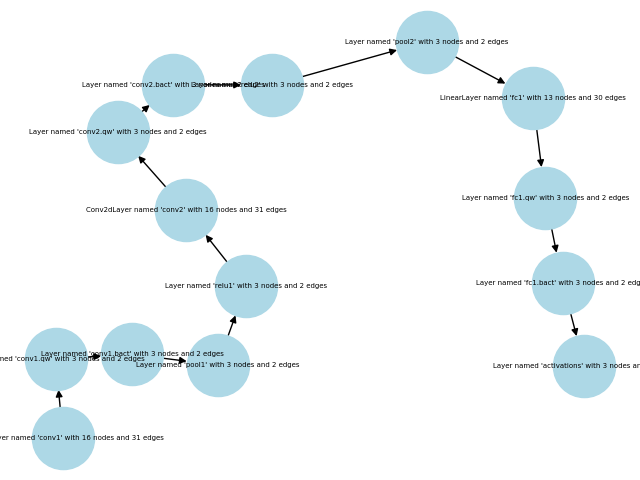 Layer named 'pool2' with 3 nodes and 2 edges
Layer named 'conv2.bact' with 3 nodes and 2 edges
with 3 nodes and 2 edges
LinearLayer named 'fc1' with 13 nodes and 30 edges
Layer named 'conv2.qw' with 3 nodes and 2 edges
Layer named 'fc1.qw' with 3 nodes and 2 edges
Conv2dLayer named 'conv2' with 16 nodes and 31 edges
Layer named 'fc1.bact' with 3 nodes and 2 edg
Layer named 'relu1' with 3 nodes and 2 edges
Layer named 'conv1.bact' with 3 nodes and 2 edges
named 'conv1.qw' with 3 nodes and 2 edges
Layer named 'pool1' with 3 nodes and 2 edges
Layer named 'activations' with 3 nodes
named 'conv1' with 16 nodes and 31 edges